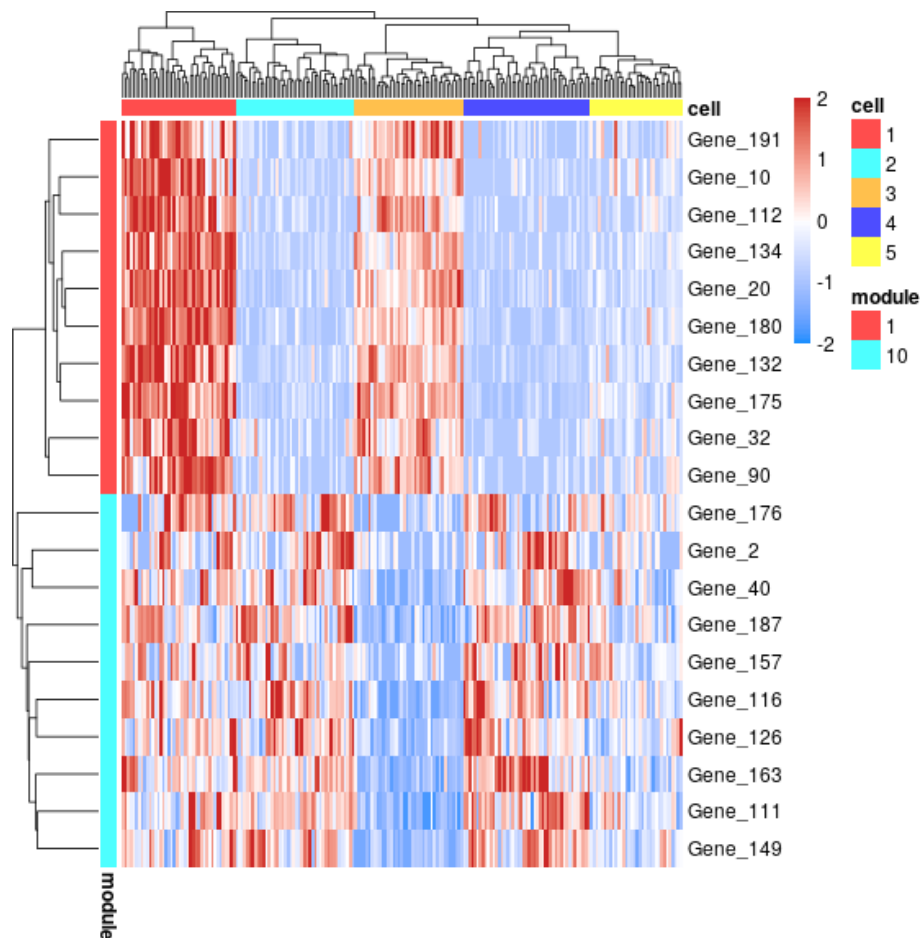 cell
Gene_191
Gene_10
Gene_112
Gene_134
Gene_20
Gene_180
Gene_132
Gene_175
Gene_32
Gene_90
Gene_176
Gene_2
Gene_40
Gene_187
Gene_157
Gene_116
Gene_126
Gene_163
Gene_111
Gene_149
module
2
1
0
-1
-2
cell
1
2
3
4
5
module
1
10